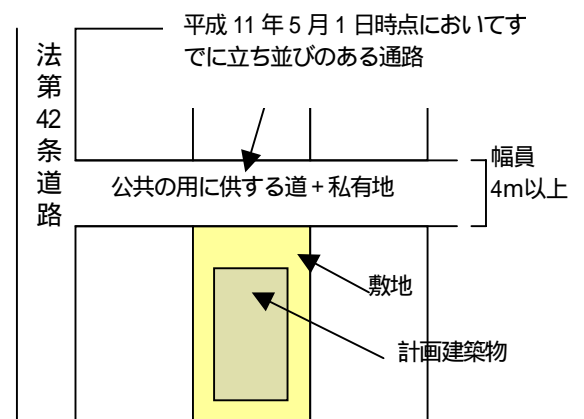 平成 11 年 5 月 1 日時点においてす
でに立ち並びのある通路
法第42条道路
公共の用に供する道 + 私有地
幅員
4m以上
敷地
計画建築物